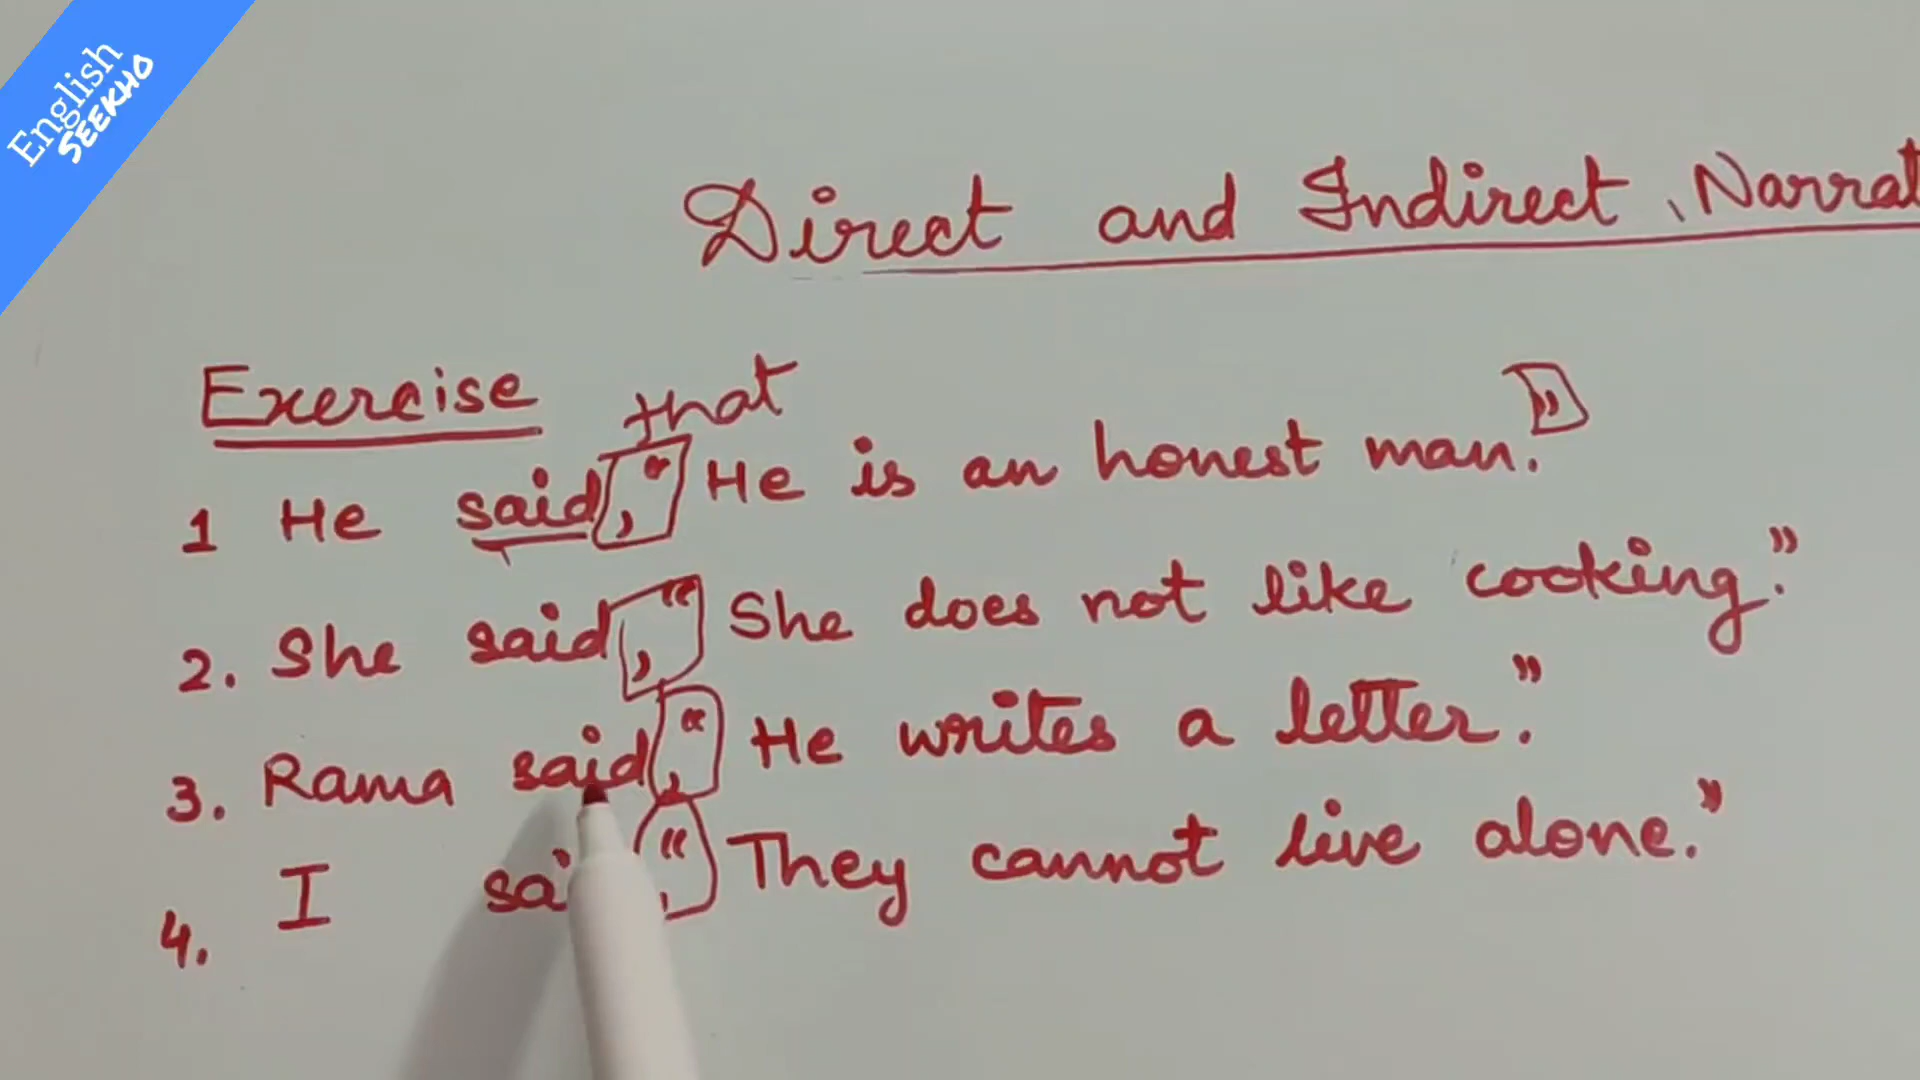 English
SEEKHO
Direct and Indirect Narrat
Exercise
that
1 He said, “He is an honest man.”
2. She said, “She does not like cooking.”
3. Rama said, “He writes a letter.”
4. I sai , “They cannot live alone.”